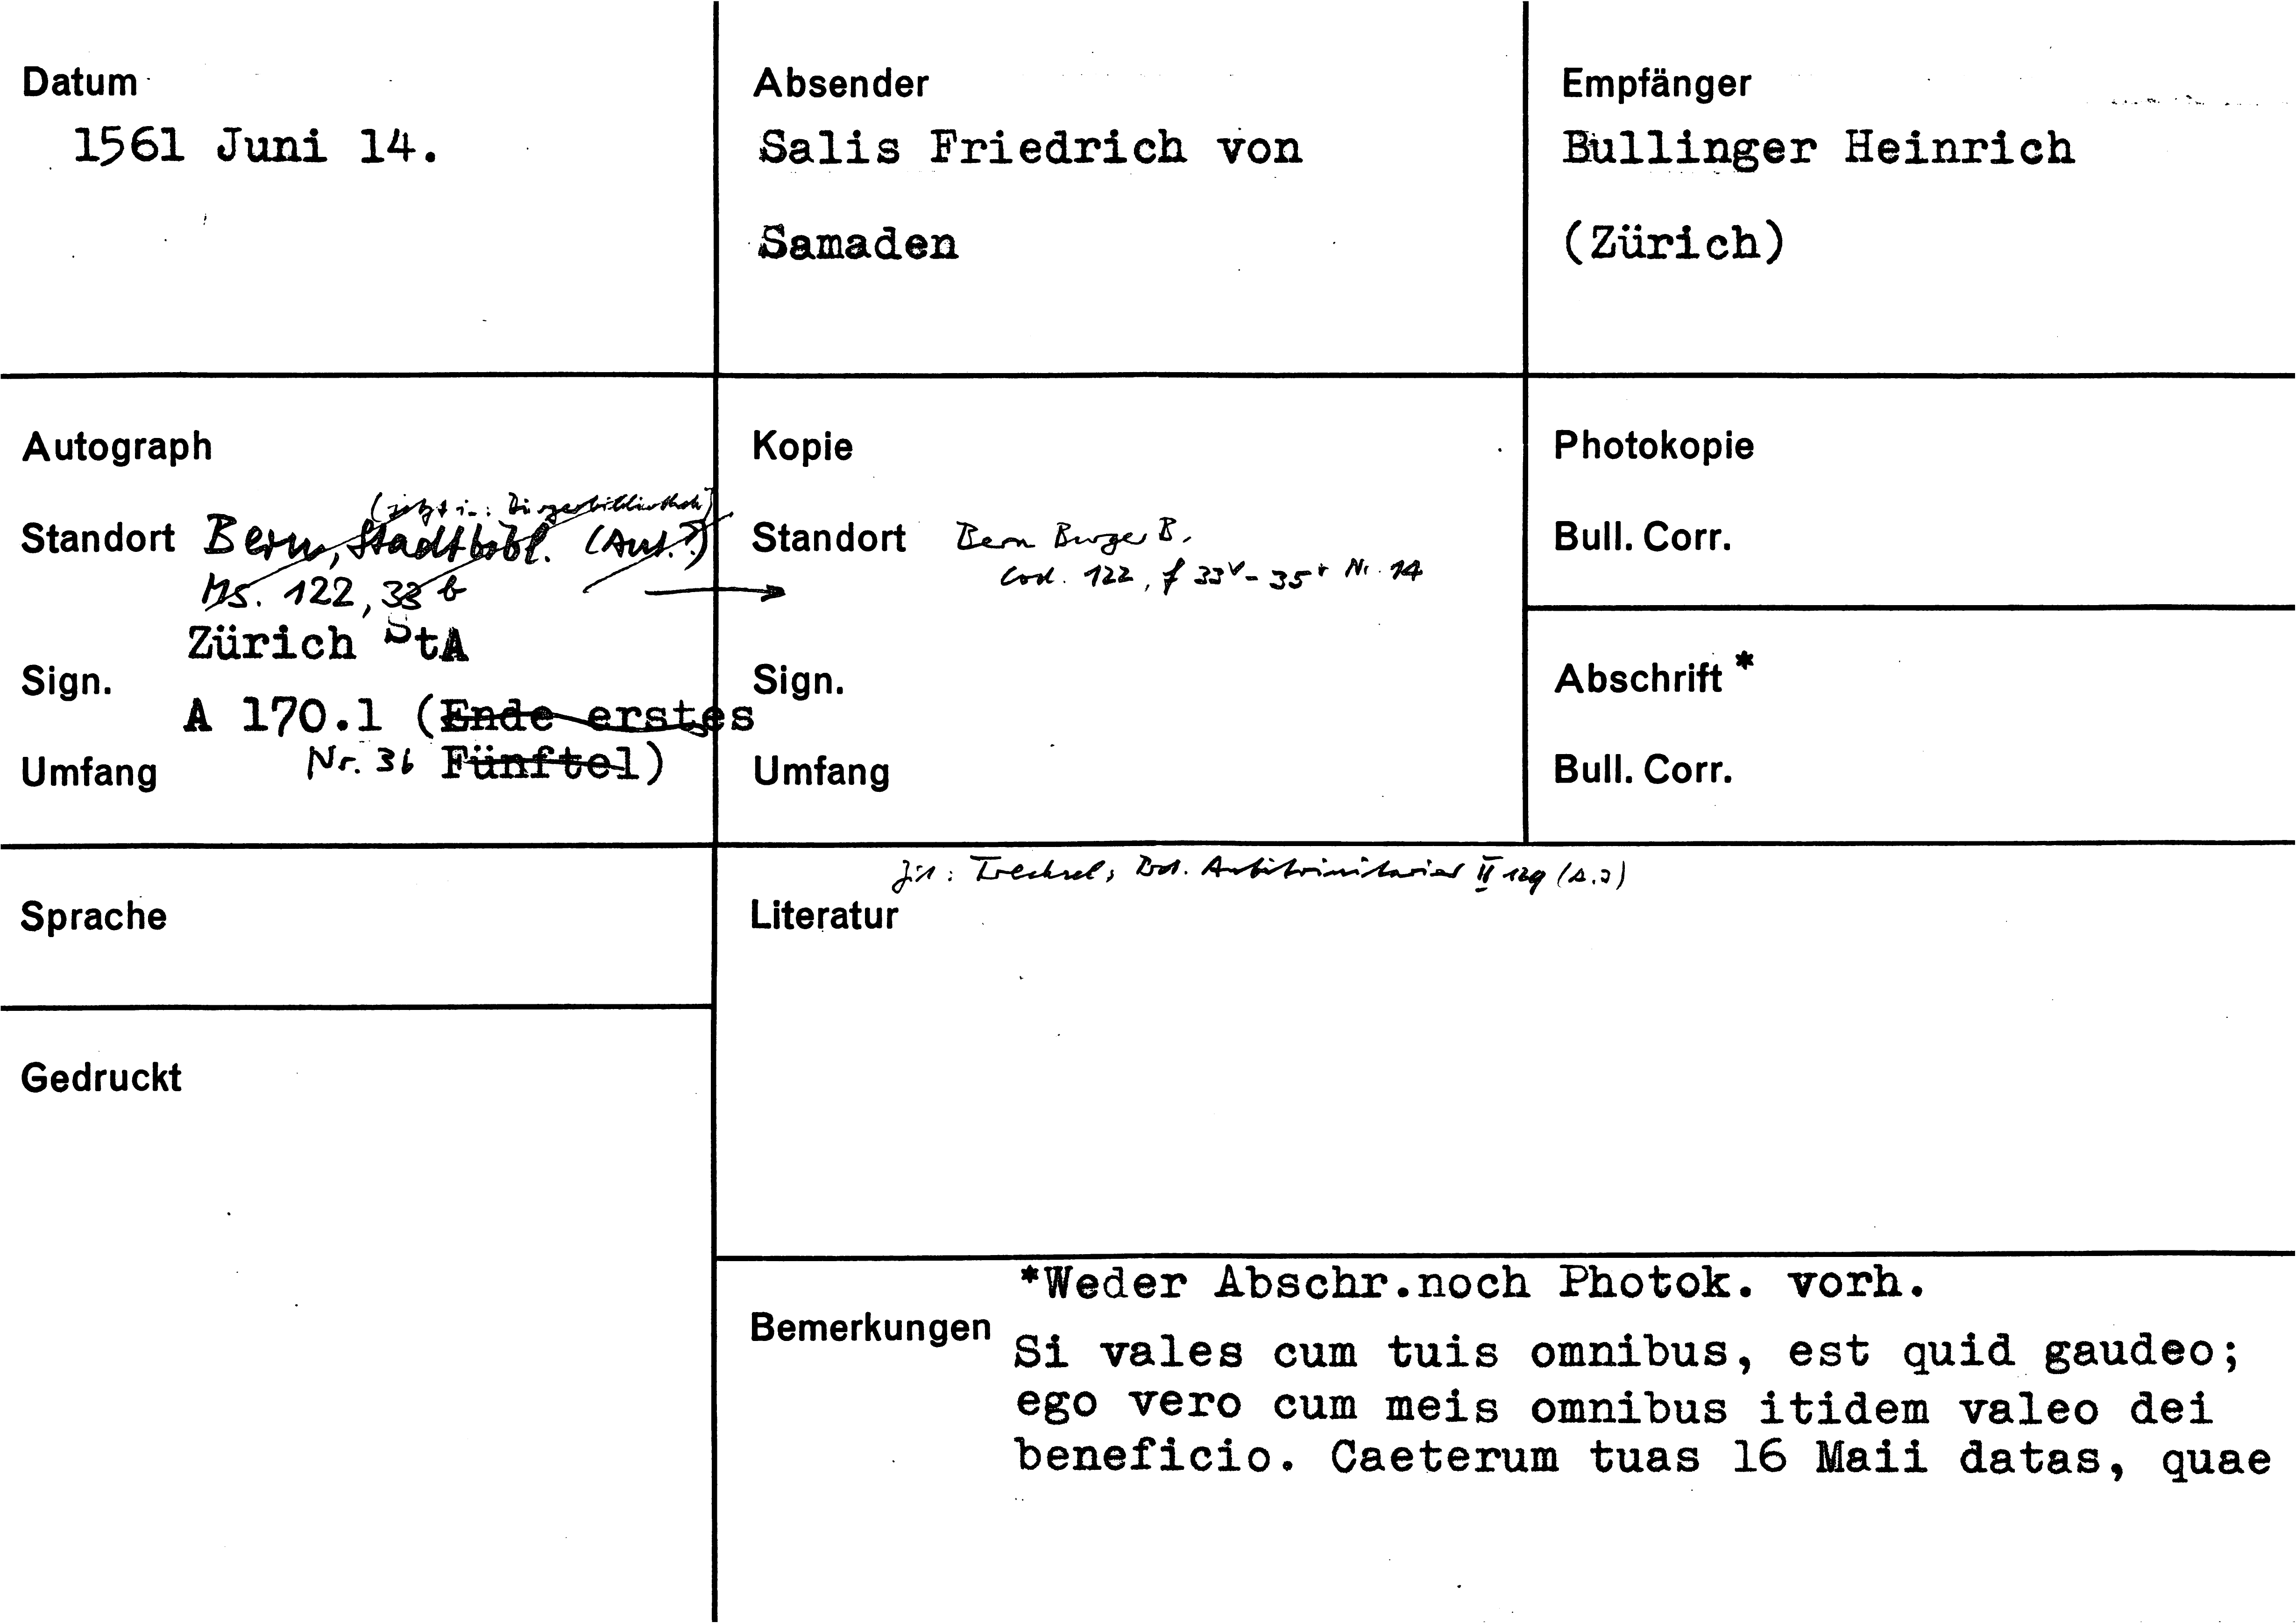 Datum
1561 Juni 14.
Absender
Salis Friedrich von
Samaden
Empfänger
Bullinger Heinrich
(Zürich)
Autograph
(jetzt in: Burgerbibliothek)
Standort Bern, Stadtbibl. (Aut.?)
Ms. 122, 33 b
Zürich StA
Sign.
A 170.1 (Ende erstes
Umfang Nr. 36 Fünftel)
Kopie
Standort Bern Burger B.
Cod. 122, f 33v - 35r Nr. 14
Sign.
Umfang
Photokopie
Bull. Corr.
Abschrift *
Bull. Corr.
Sprache
Gedruckt
Zit: Trechsel, Prot. Antitrinitarier II 129 (A.2)
Literatur
*Weder Abschr.noch Photok. vorh.
Bemerkungen
Si vales cum tuis omnibus, est quid gaudeo;
ego vero cum meis omnibus itidem valeo dei
beneficio. Caeterum tuas 16 Maii datas, quae